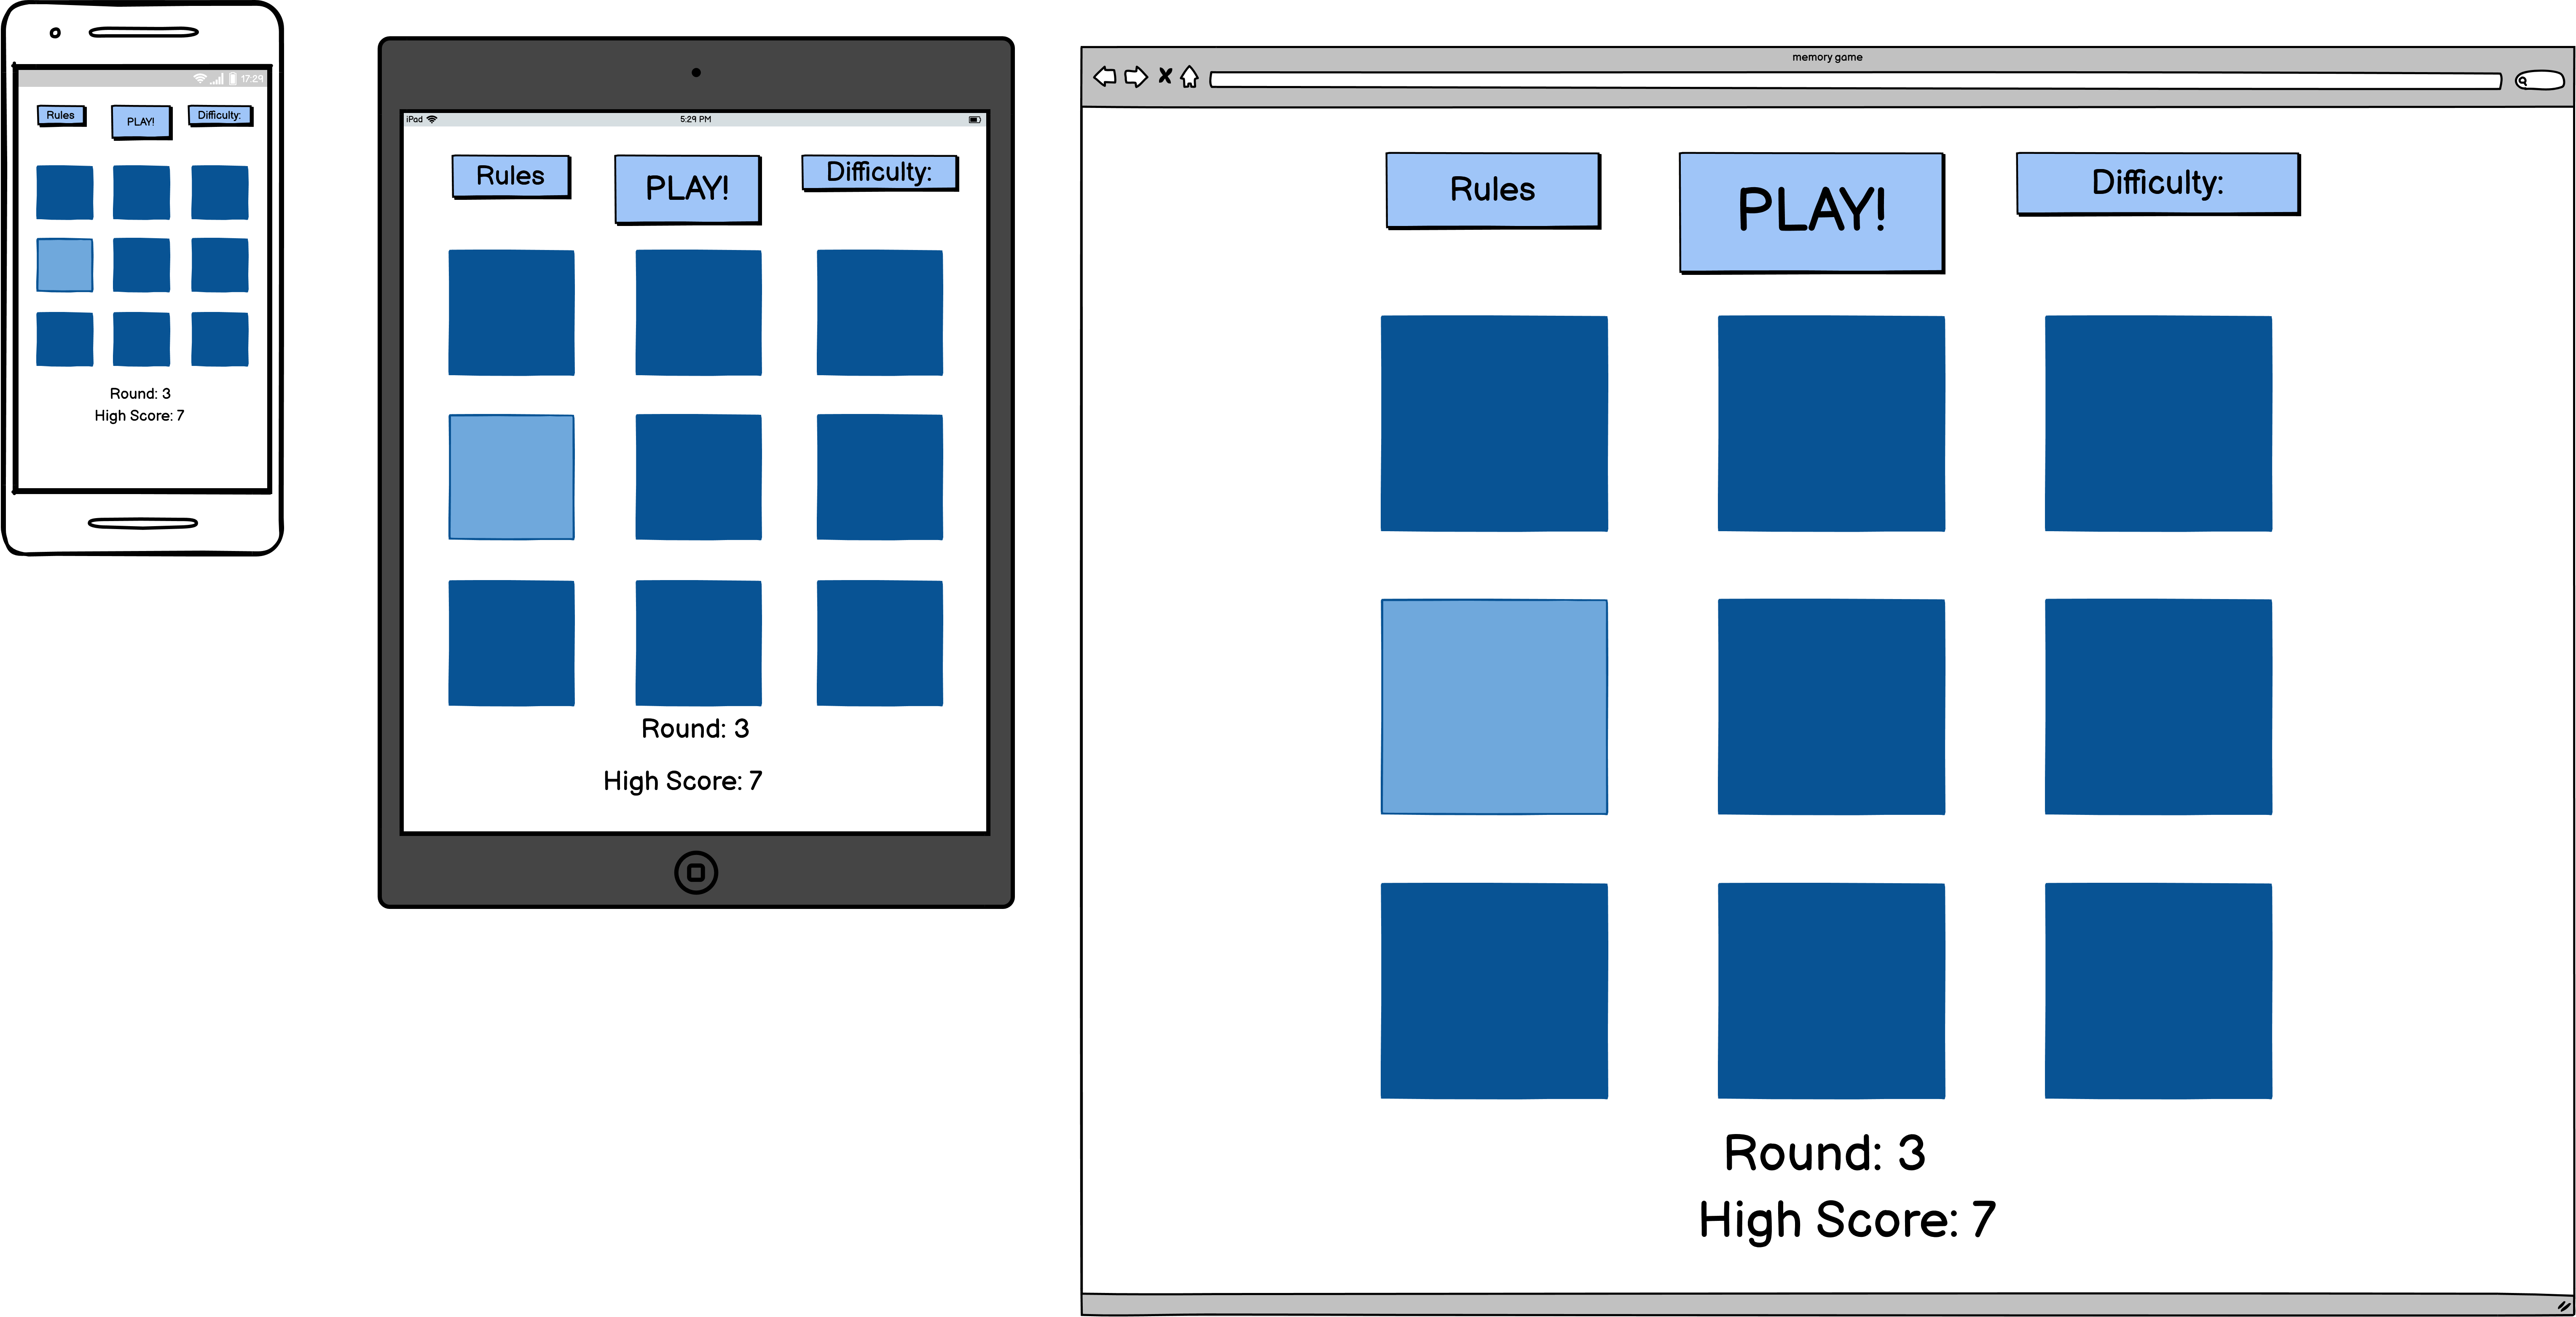 17:29
Rules
PLAY!
Difficulty:
Round: 3
High Score: 7
iPad
5:29 PM
Rules
PLAY!
Difficulty:
Round: 3
High Score: 7
memory game
Rules
PLAY!
Difficulty:
Round: 3
High Score: 7